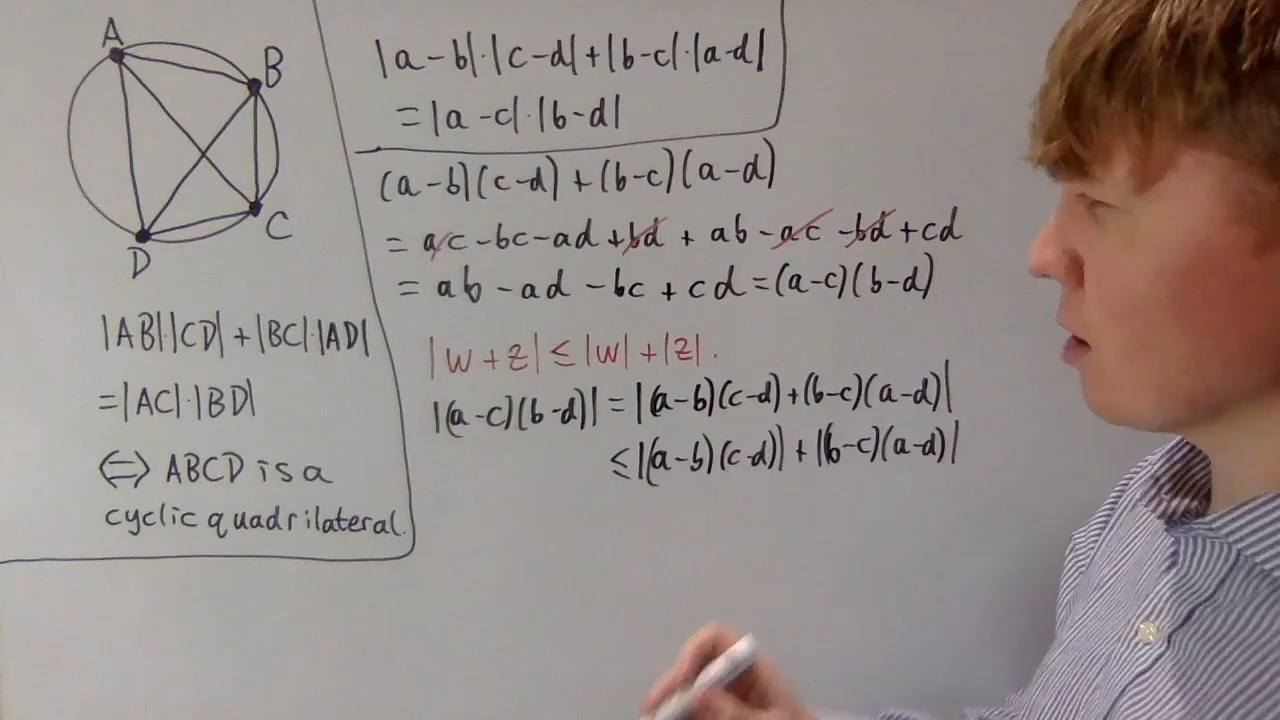 A
B
C
D
|AB|·|CD|+|BC|·|AD|
=|AC|·|BD|
⇔ ABCD is a
cyclic quadrilateral.
|a-b|·|c-d|+|b-c|·|a-d|
=|a-c|·|b-d|
(a-b)(c-d)+(b-c)(a-d)
= ac-bc-ad+bd+ab-ac-bd+cd
= ab-ad-bc+cd=(a-c)(b-d)
|w+z|≤|w|+|z|.
|(a-c)(b-d)|=|(a-b)(c-d)+(b-c)(a-d)|
≤|(a-b)(c-d)|+|(b-c)(a-d)|